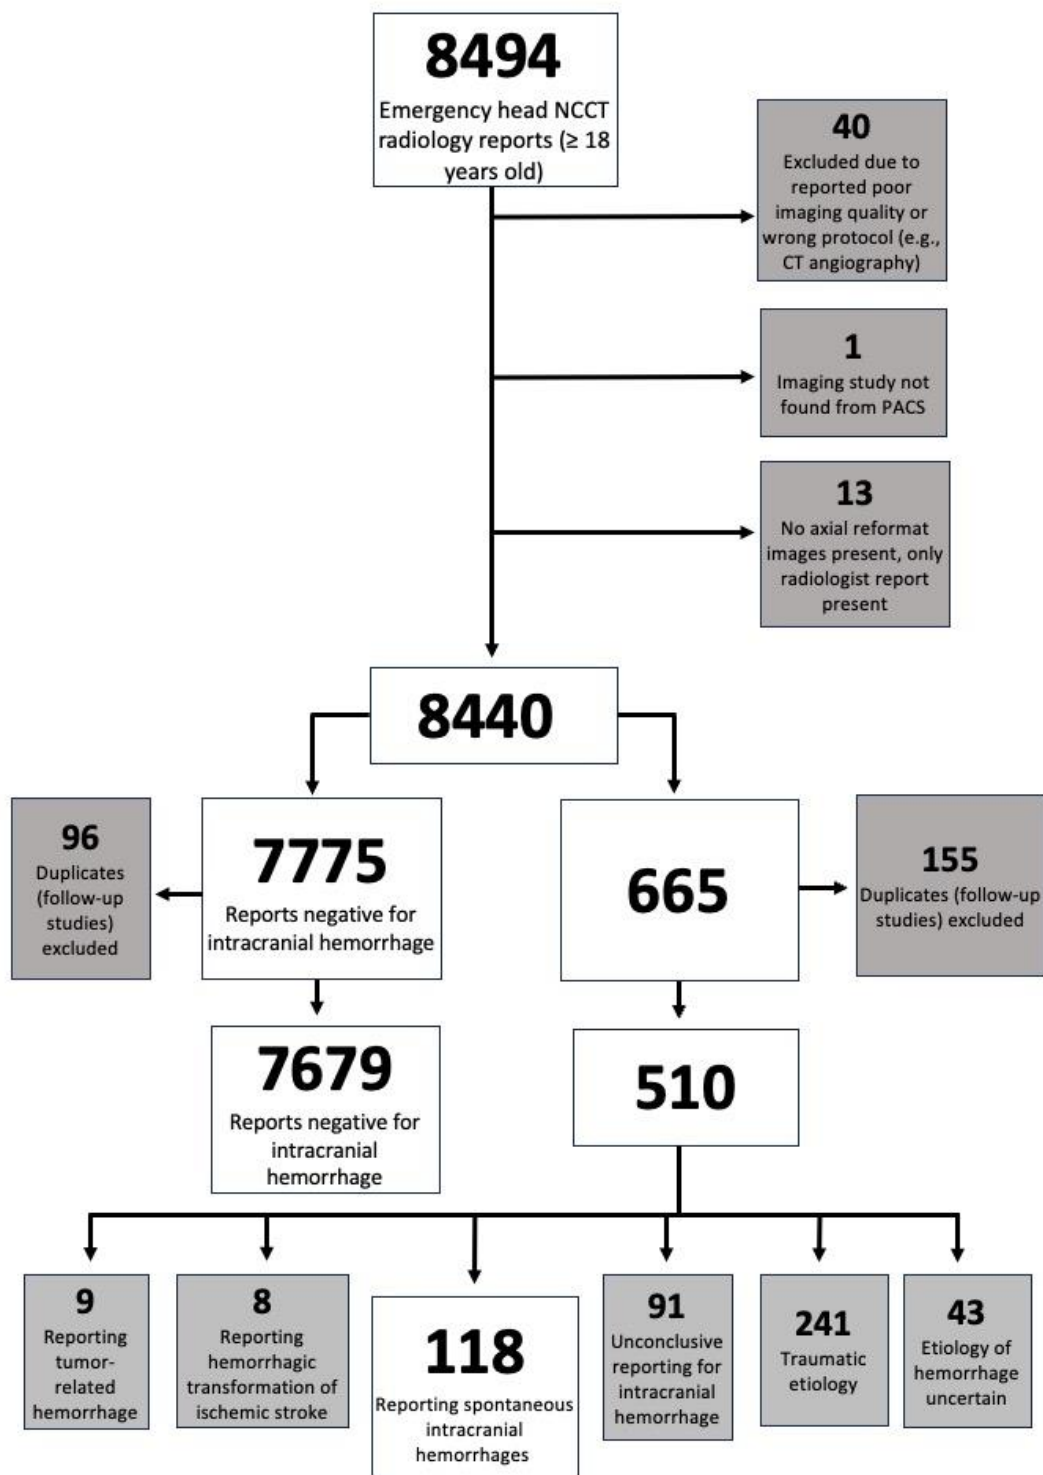 8494
Emergency head NCCT
radiology reports (≥ 18
years old)
40
Excluded due to
reported poor
imaging quality or
wrong protocol (e.g.,
CT angiography)
1
Imaging study not
found from PACS
13
No axial reformat
images present, only
radiologist report
present
8440
96
Duplicates
(follow-up
studies)
excluded
7775
Reports negative for
intracranial hemorrhage
665
155
Duplicates (follow-up
studies) excluded
7679
Reports negative for
intracranial
hemorrhage
510
9
Reporting
tumor-
related
hemorrhage
8
Reporting
hemorrhagic
transformation of
ischemic stroke
118
Reporting spontaneous
intracranial
hemorrhages
91
Unconclusive
reporting for
intracranial
hemorrhage
241
Traumatic
etiology
43
Etiology of
hemorrhage
uncertain